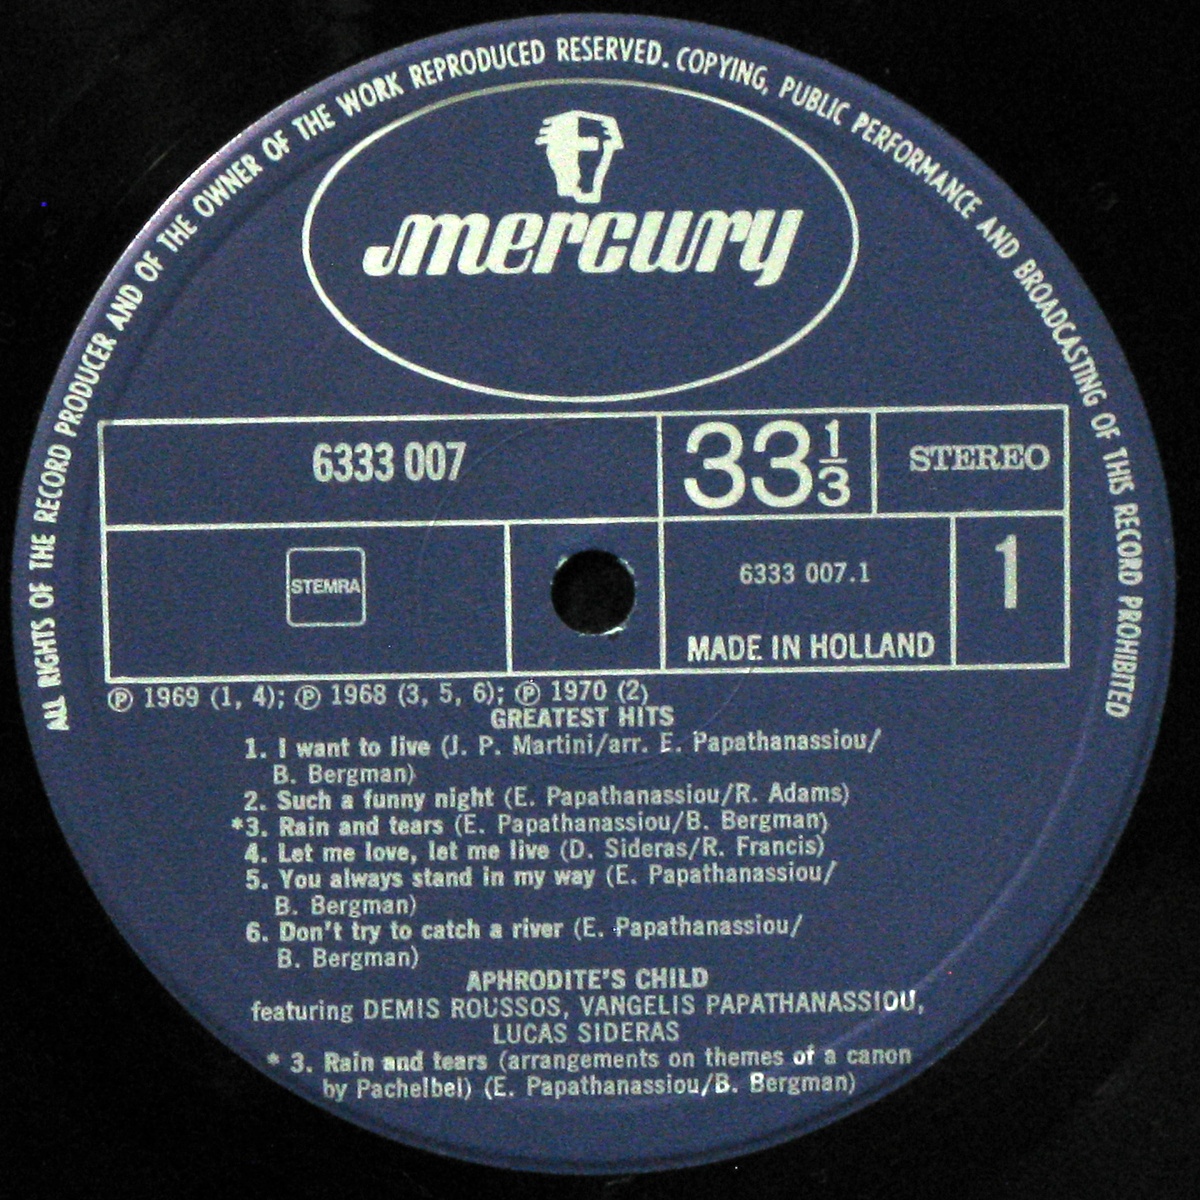 ALL RIGHTS OF THE RECORD PRODUCER AND OF THE OWNER OF THE WORK REPRODUCED RESERVED. COPYING, PUBLIC PERFORMANCE AND BROADCASTING OF THIS RECORD PROHIBITED
mercury
6333 007
33 1/3
STEREO
STEMRA
6333 007.1
1
MADE IN HOLLAND
Ⓟ 1969 (1, 4); Ⓟ 1968 (3, 5, 6); Ⓟ 1970 (2)
GREATEST HITS
1. I want to live (J. P. Martini/arr. E. Papathanassiou/
B. Bergman)
2. Such a funny night (E. Papathanassiou/R. Adams)
*3. Rain and tears (E. Papathanassiou/B. Bergman)
4. Let me love, let me live (D. Sideras/R. Francis)
5. You always stand in my way (E. Papathanassiou/
B. Bergman)
6. Don't try to catch a river (E. Papathanassiou/
B. Bergman)
APHRODITE'S CHILD
featuring DEMIS ROUSSOS, VANGELIS PAPATHANASSIOU,
LUCAS SIDERAS
* 3. Rain and tears (arrangements on themes of a canon
by Pachelbel) (E. Papathanassiou/B. Bergman)